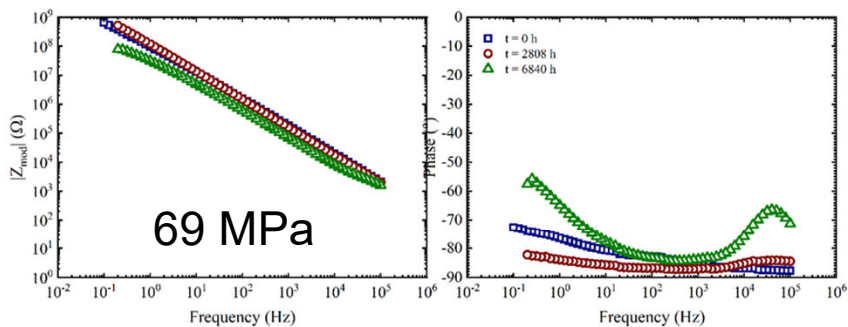 10⁹
10⁸
10⁷
10⁶
10⁵
10⁴
10³
10²
10¹
10⁰
|Z_mod| (Ω)
69 MPa
10⁻² 10⁻¹ 10⁰ 10¹ 10² 10³ 10⁴ 10⁵ 10⁶
Frequency (Hz)
0
-10
-20
-30
-40
-50
-60
-70
-80
-90
Phase (°)
t = 0 h
t = 2808 h
t = 6840 h
10⁻² 10⁻¹ 10⁰ 10¹ 10² 10³ 10⁴ 10⁵ 10⁶
Frequency (Hz)